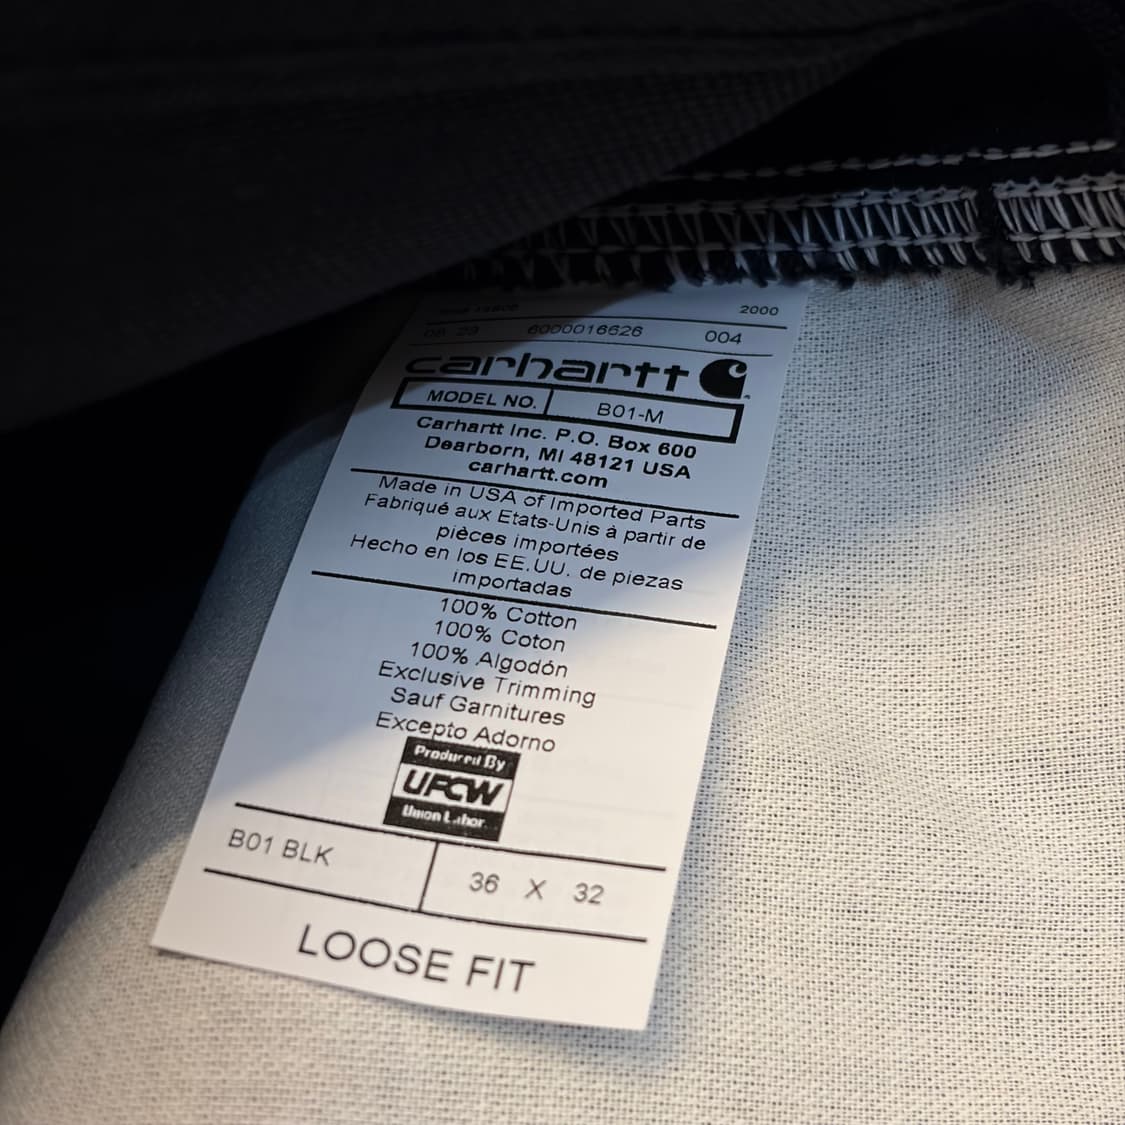 2000
08 23 6000016626 004
carhartt
MODEL NO. B01-M
Carhartt Inc. P.O. Box 600
Dearborn, MI 48121 USA
carhartt.com
Made in USA of Imported Parts
Fabriqué aux Etats-Unis à partir de
pièces importées
Hecho en los EE.UU. de piezas
importadas
100% Cotton
100% Coton
100% Algodón
Exclusive Trimming
Sauf Garnitures
Excepto Adorno
Produced By
UFCW
Union Labor
B01 BLK 36 X 32
LOOSE FIT